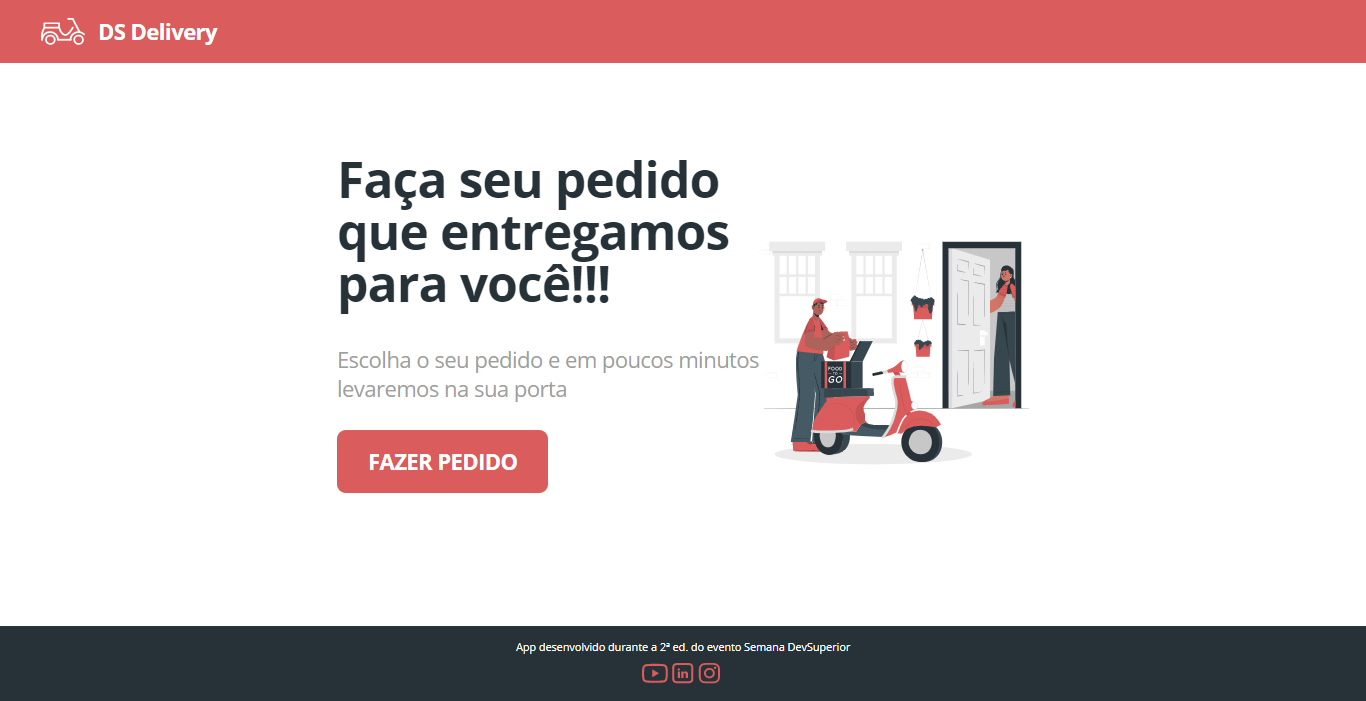 DS Delivery
Faça seu pedido
que entregamos
para você!!!
Escolha o seu pedido e em poucos minutos
levaremos na sua porta
FOOD
TO
GO
FAZER PEDIDO
App desenvolvido durante a 2ª ed. do evento Semana DevSuperior
in